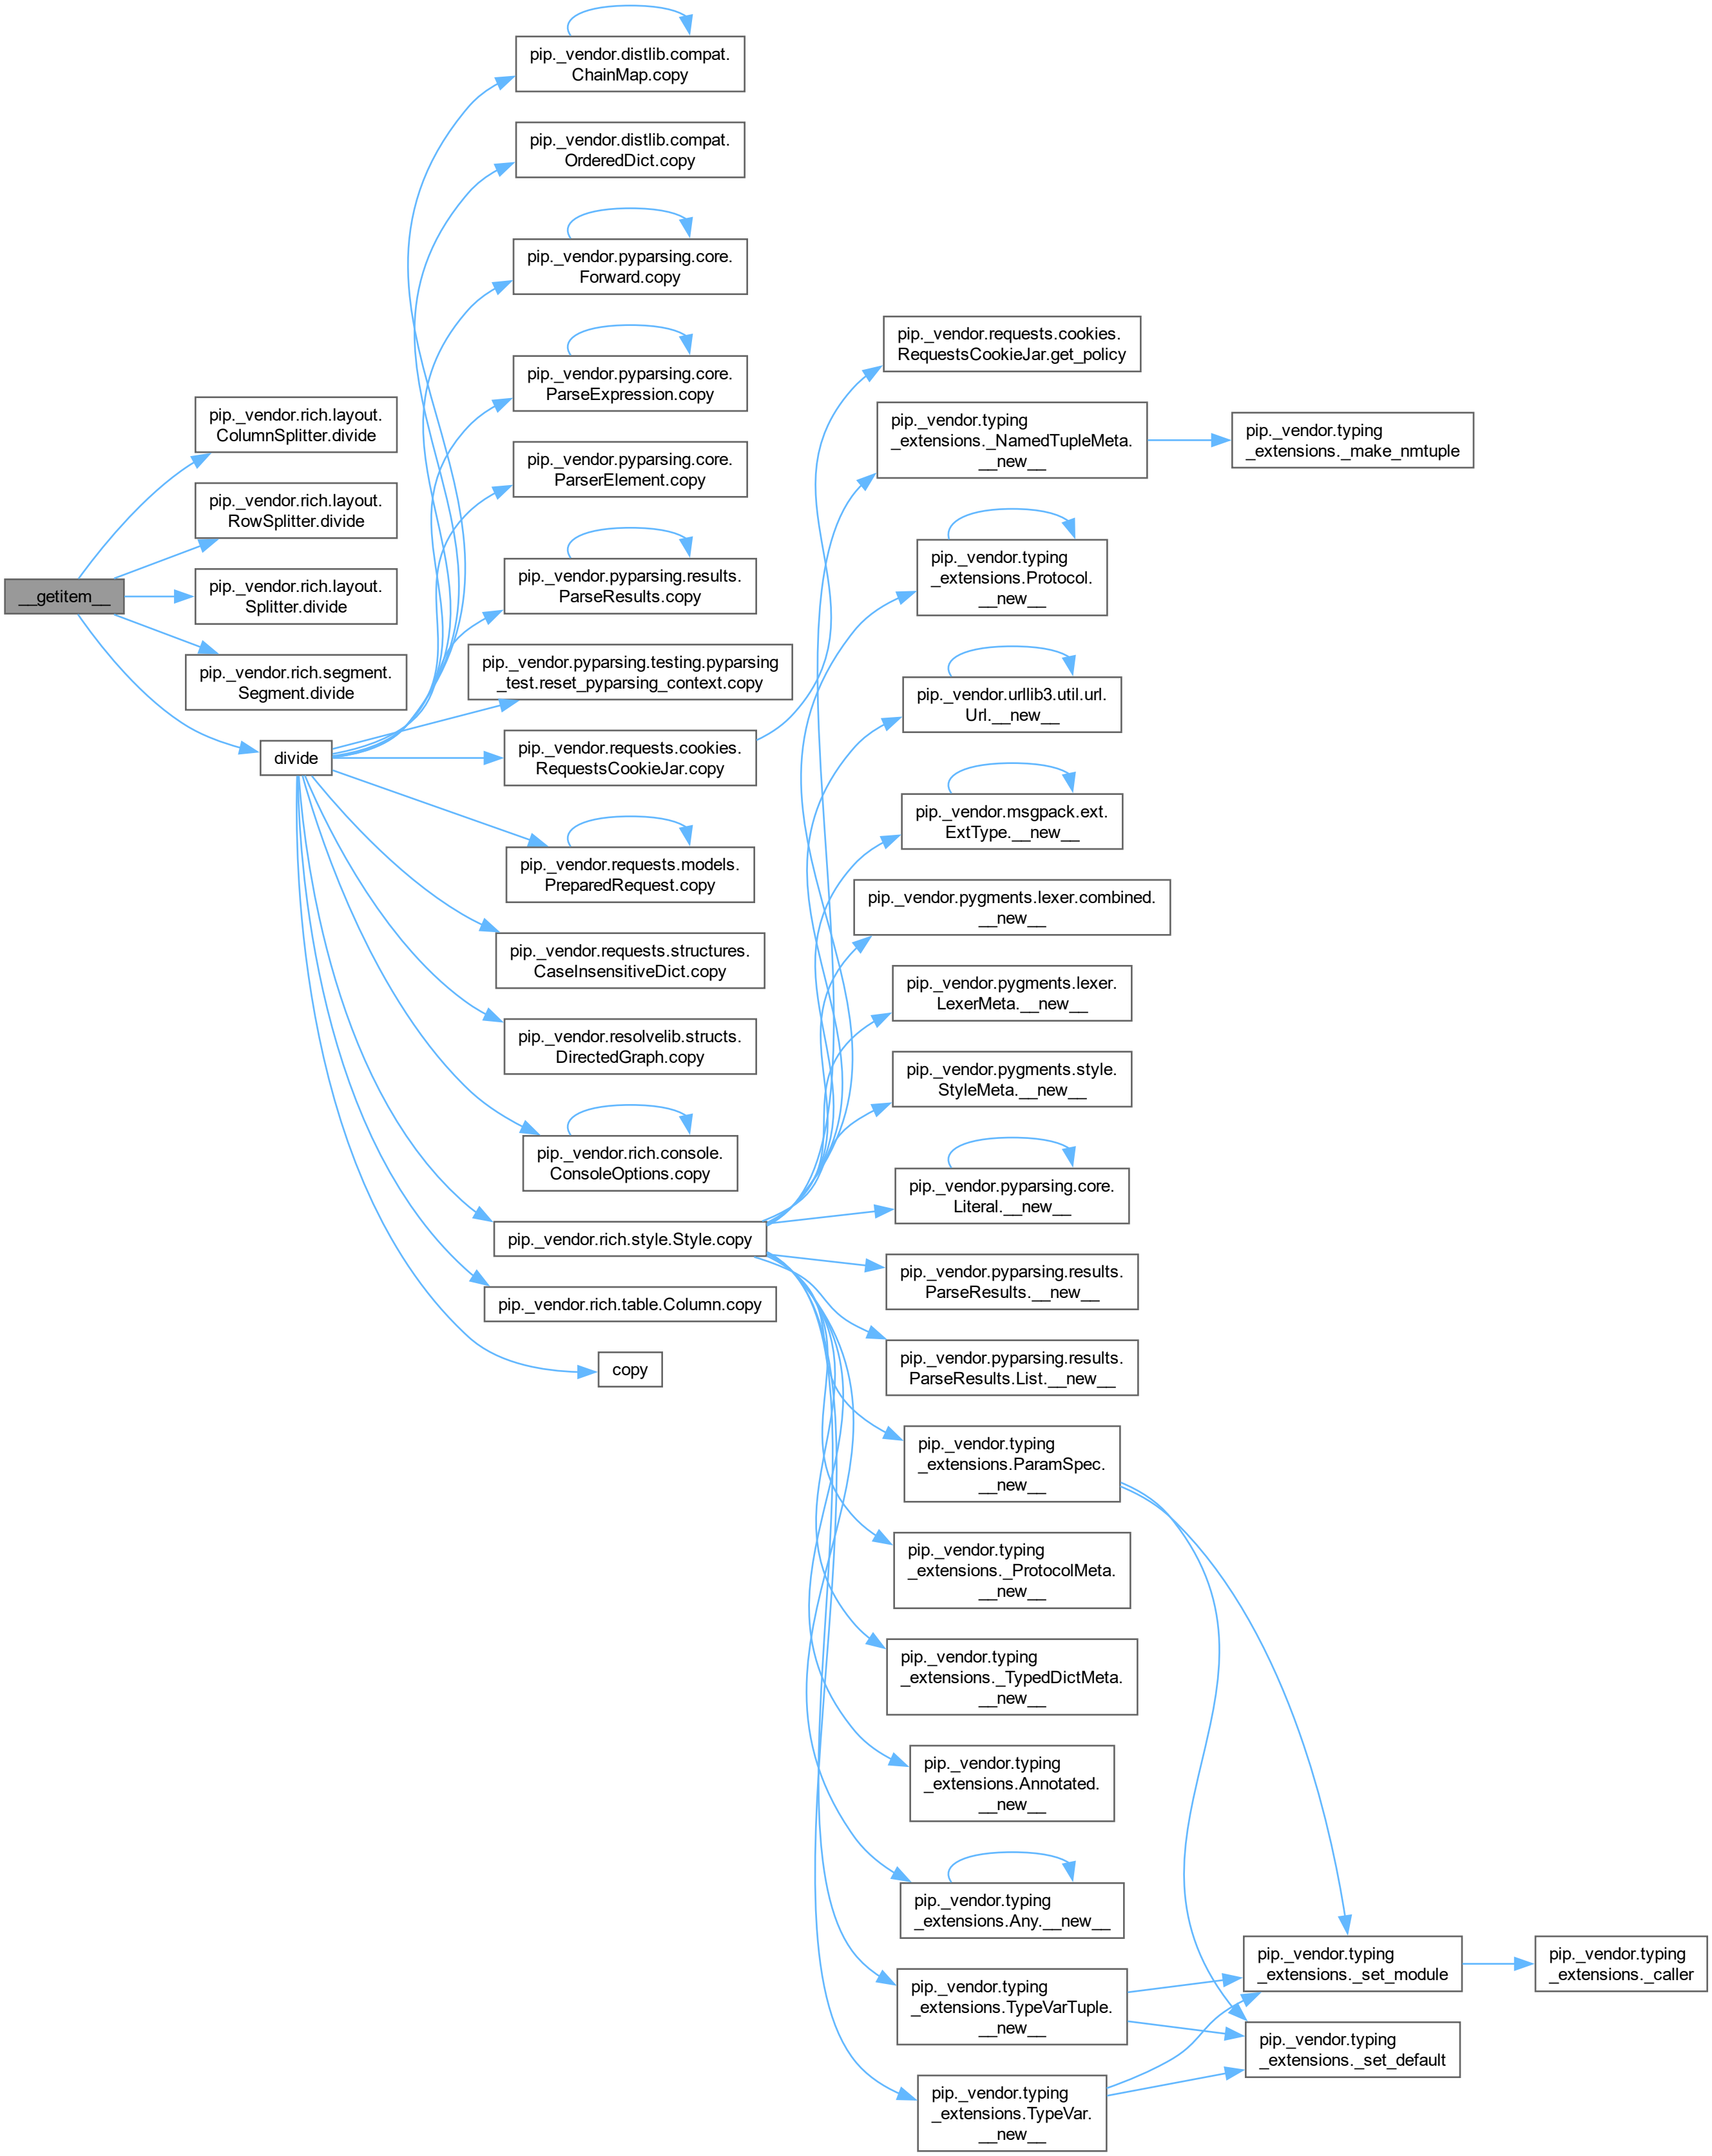 __getitem__
pip._vendor.rich.layout.
ColumnSplitter.divide
pip._vendor.rich.layout.
RowSplitter.divide
pip._vendor.rich.layout.
Splitter.divide
pip._vendor.rich.segment.
Segment.divide
divide
pip._vendor.distlib.compat.
ChainMap.copy
pip._vendor.distlib.compat.
OrderedDict.copy
pip._vendor.pyparsing.core.
Forward.copy
pip._vendor.pyparsing.core.
ParseExpression.copy
pip._vendor.pyparsing.core.
ParserElement.copy
pip._vendor.pyparsing.results.
ParseResults.copy
pip._vendor.pyparsing.testing.pyparsing
_test.reset_pyparsing_context.copy
pip._vendor.requests.cookies.
RequestsCookieJar.copy
pip._vendor.requests.models.
PreparedRequest.copy
pip._vendor.requests.structures.
CaseInsensitiveDict.copy
pip._vendor.resolvelib.structs.
DirectedGraph.copy
pip._vendor.rich.console.
ConsoleOptions.copy
pip._vendor.rich.style.Style.copy
pip._vendor.rich.table.Column.copy
copy
pip._vendor.requests.cookies.
RequestsCookieJar.get_policy
pip._vendor.typing
_extensions._NamedTupleMeta.
__new__
pip._vendor.typing
_extensions.Protocol.
__new__
pip._vendor.urllib3.util.url.
Url.__new__
pip._vendor.msgpack.ext.
ExtType.__new__
pip._vendor.pygments.lexer.combined.
__new__
pip._vendor.pygments.lexer.
LexerMeta.__new__
pip._vendor.pygments.style.
StyleMeta.__new__
pip._vendor.pyparsing.core.
Literal.__new__
pip._vendor.pyparsing.results.
ParseResults.__new__
pip._vendor.pyparsing.results.
ParseResults.List.__new__
pip._vendor.typing
_extensions.ParamSpec.
__new__
pip._vendor.typing
_extensions._ProtocolMeta.
__new__
pip._vendor.typing
_extensions._TypedDictMeta.
__new__
pip._vendor.typing
_extensions.Annotated.
__new__
pip._vendor.typing
_extensions.Any.__new__
pip._vendor.typing
_extensions.TypeVarTuple.
__new__
pip._vendor.typing
_extensions.TypeVar.
__new__
pip._vendor.typing
_extensions._make_nmtuple
pip._vendor.typing
_extensions._set_module
pip._vendor.typing
_extensions._set_default
pip._vendor.typing
_extensions._caller